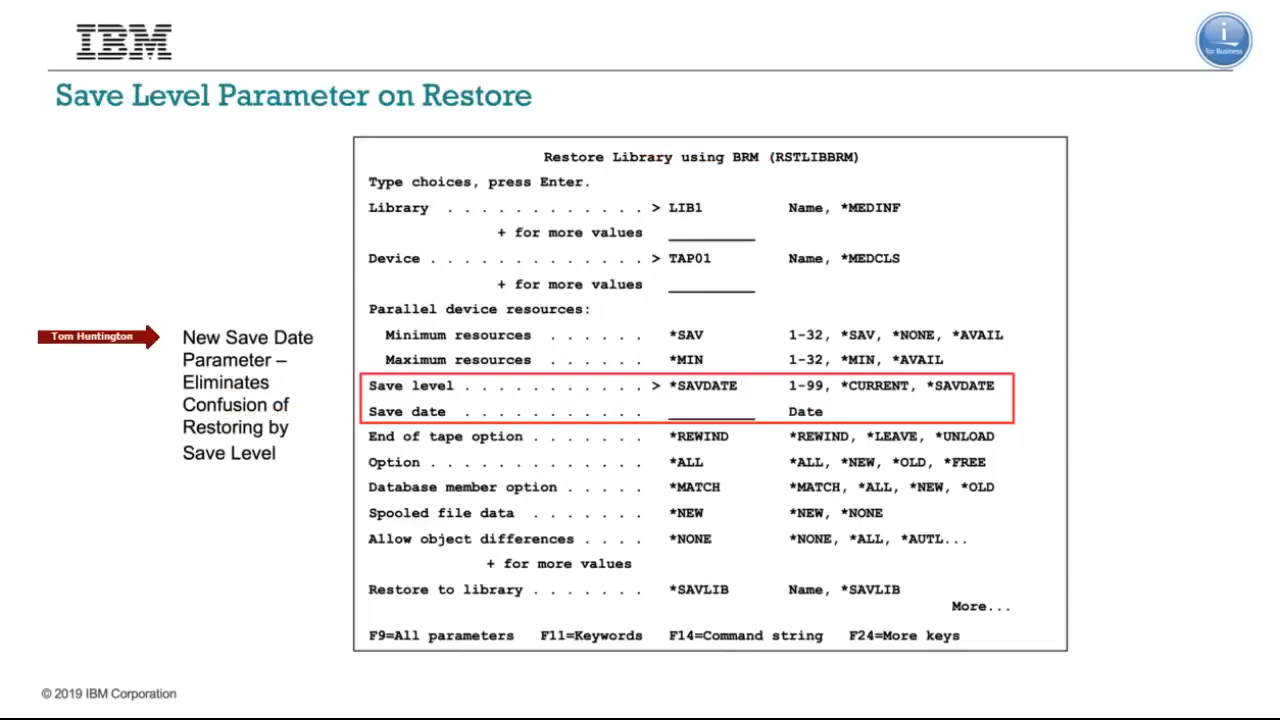 IBM
i
for Business
Save Level Parameter on Restore
Restore Library using BRM (RSTLIBBRM)
Type choices, press Enter.
Library . . . . . . . . . . . . > LIB1 Name, *MEDINF
+ for more values __________
Device . . . . . . . . . . . . . > TAP01 Name, *MEDCLS
+ for more values __________
Parallel device resources:
Minimum resources . . . . . . *SAV 1-32, *SAV, *NONE, *AVAIL
Maximum resources . . . . . . *MIN 1-32, *MIN, *AVAIL
Save level . . . . . . . . . . . > *SAVDATE 1-99, *CURRENT, *SAVDATE
Save date . . . . . . . . . . . __________ Date
End of tape option . . . . . . . *REWIND *REWIND, *LEAVE, *UNLOAD
Option . . . . . . . . . . . . . *ALL *ALL, *NEW, *OLD, *FREE
Database member option . . . . . *MATCH *MATCH, *ALL, *NEW, *OLD
Spooled file data . . . . . . . *NEW *NEW, *NONE
Allow object differences . . . . *NONE *NONE, *ALL, *AUTL...
+ for more values
Restore to library . . . . . . . *SAVLIB Name, *SAVLIB
More...
F9=All parameters F11=Keywords F14=Command string F24=More keys
Tom Huntington
New Save Date
Parameter –
Eliminates
Confusion of
Restoring by
Save Level
© 2019 IBM Corporation